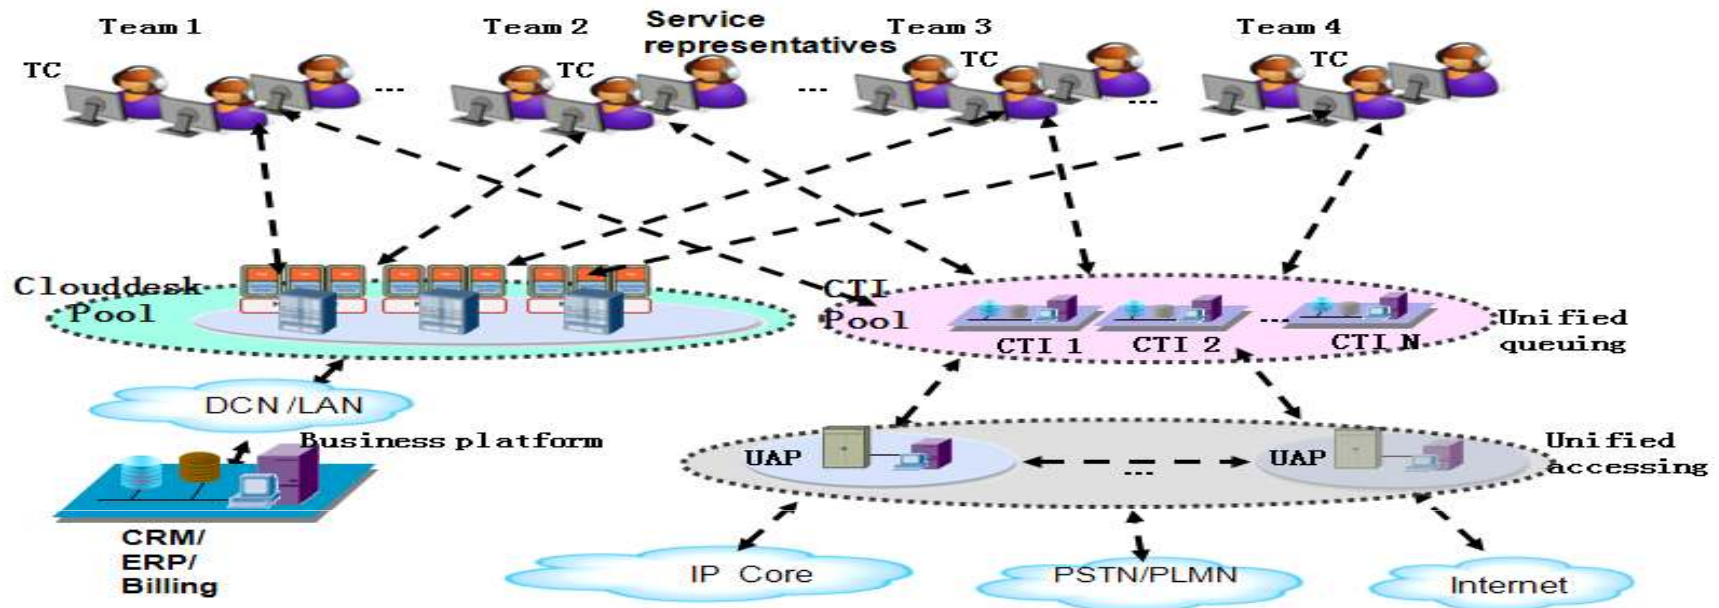 Team 1
Team 2
Service
representatives
Team 3
Team 4
TC
TC
TC
TC
...
...
...
Clouddesk
Pool
CTI
Pool
CTI 1
CTI 2
...
CTI N
Unified
queuing
DCN /LAN
Business platform
UAP
...
UAP
Unified
accessing
CRM/
ERP/
Billing
IP Core
PSTN/PLMN
Internet